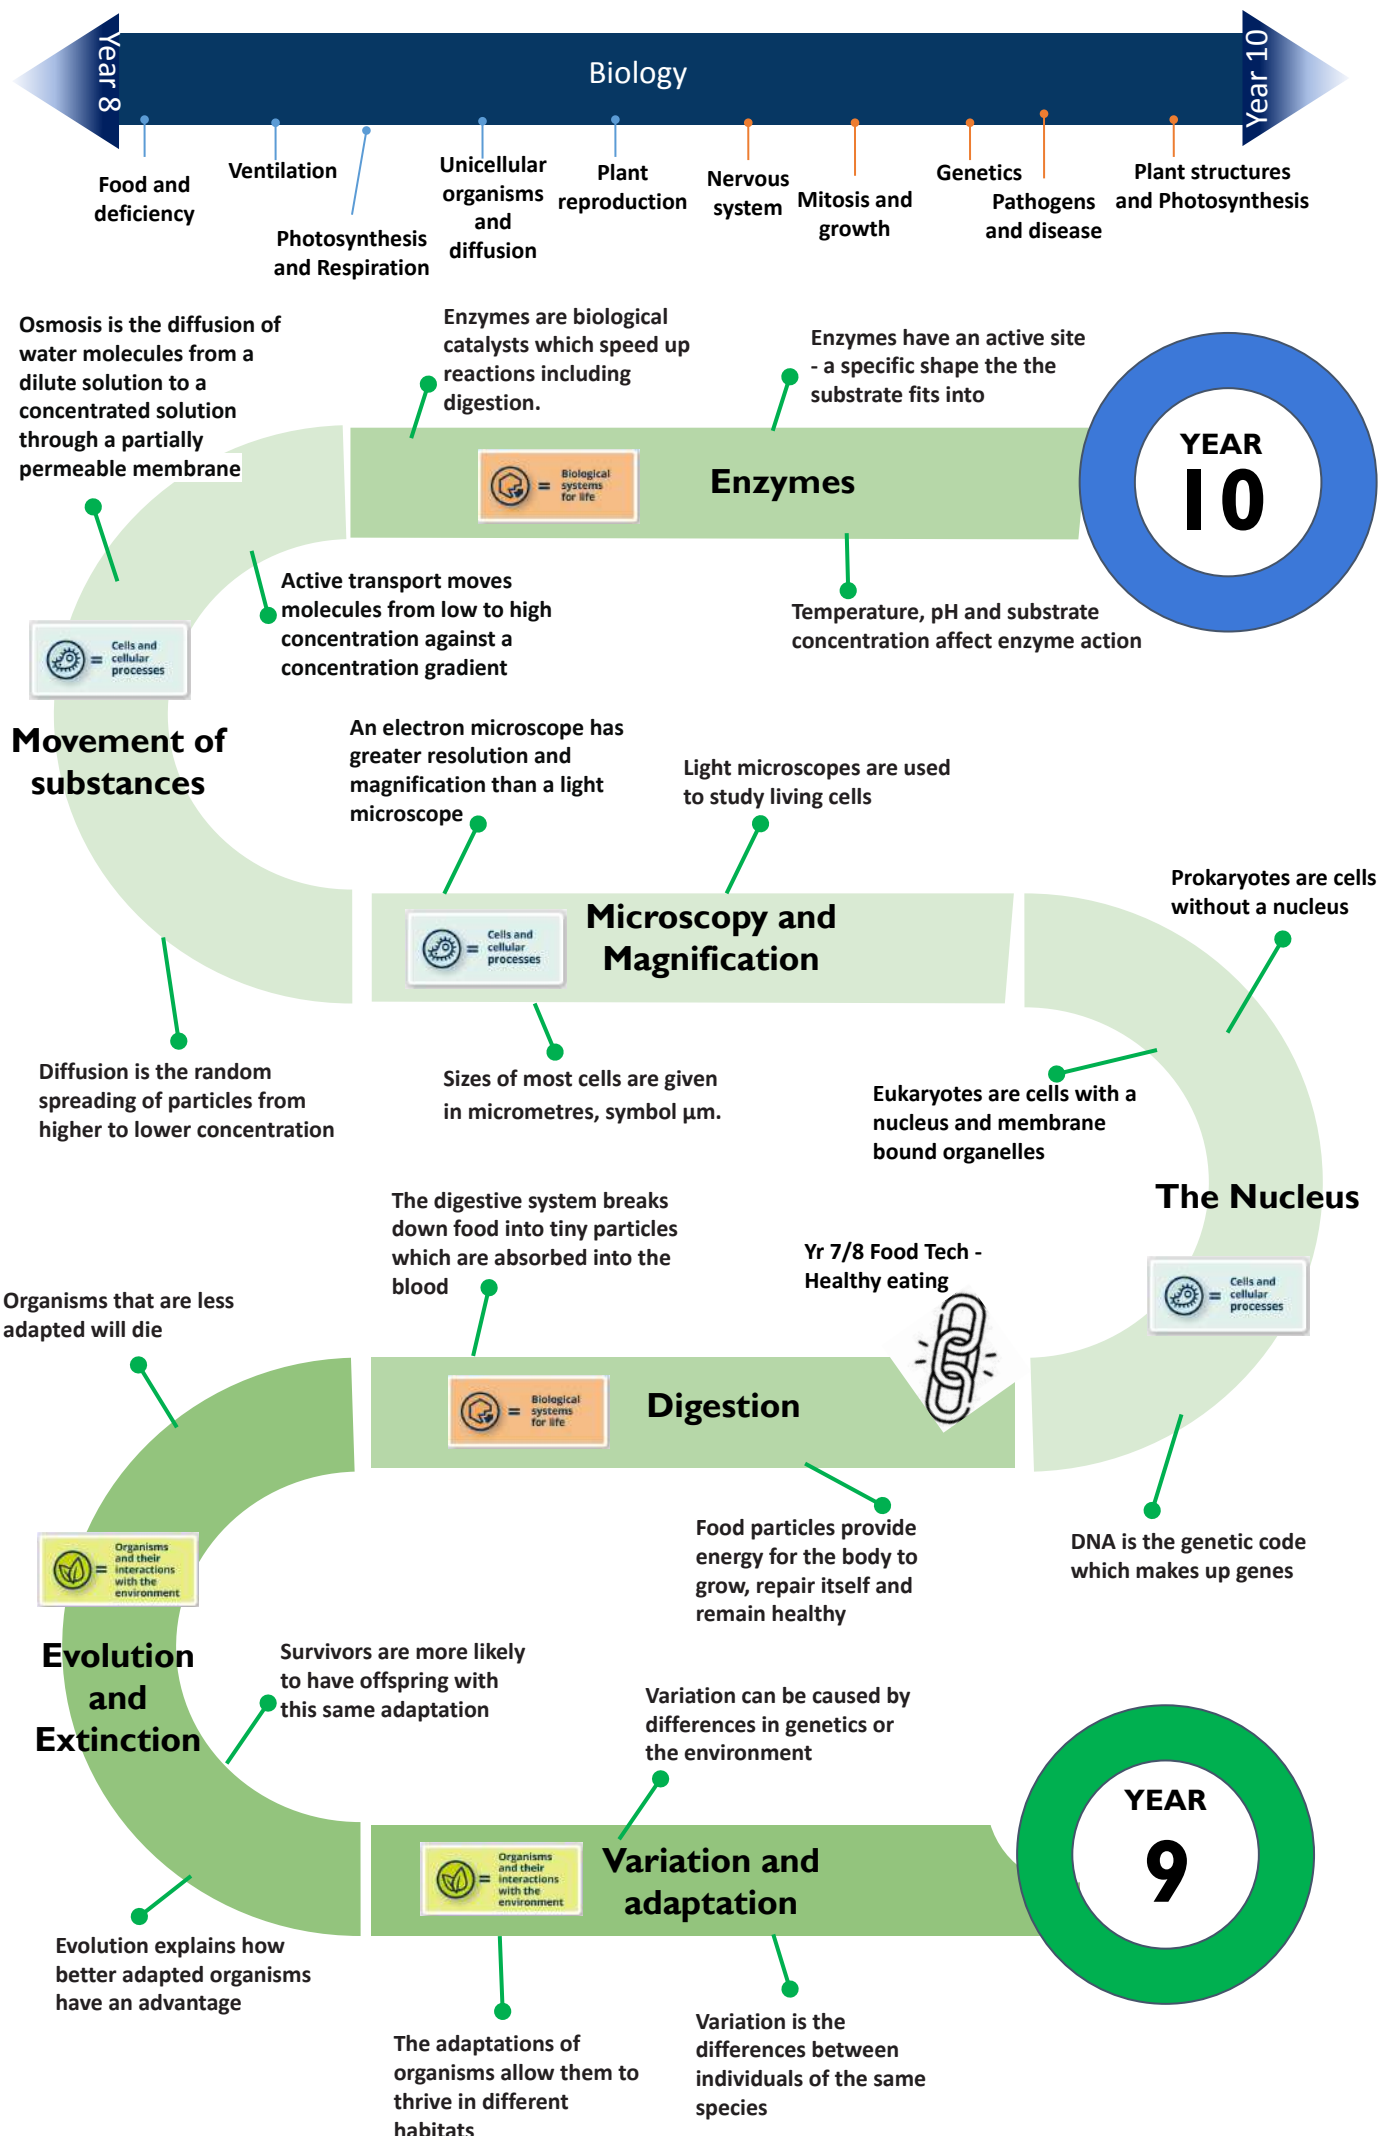 Year 8
Biology
Year 10
Food and
deficiency
Ventilation
Photosynthesis
and Respiration
Unicellular
organisms
and
diffusion
Plant
reproduction
Nervous
system
Mitosis and
growth
Genetics
Pathogens
and disease
Plant structures
and Photosynthesis
Osmosis is the diffusion of
water molecules from a
dilute solution to a
concentrated solution
through a partially
permeable membrane
Enzymes are biological
catalysts which speed up
reactions including
digestion.
Enzymes have an active site
- a specific shape the the
substrate fits into
YEAR
10
=
Biological
systems
for life
Enzymes
Active transport moves
molecules from low to high
concentration against a
concentration gradient
Temperature, pH and substrate
concentration affect enzyme action
=
Cells and
cellular
processes
Movement of
substances
An electron microscope has
greater resolution and
magnification than a light
microscope
Light microscopes are used
to study living cells
Prokaryotes are cells
without a nucleus
=
Cells and
cellular
processes
Microscopy and
Magnification
Diffusion is the random
spreading of particles from
higher to lower concentration
Sizes of most cells are given
in micrometres, symbol µm.
Eukaryotes are cells with a
nucleus and membrane
bound organelles
The Nucleus
=
Cells and
cellular
processes
The digestive system breaks
down food into tiny particles
which are absorbed into the
blood
Yr 7/8 Food Tech -
Healthy eating
Organisms that are less
adapted will die
=
Biological
systems
for life
Digestion
Food particles provide
energy for the body to
grow, repair itself and
remain healthy
DNA is the genetic code
which makes up genes
=
Organisms
and their
interactions
with the
environment
Evolution
and
Extinction
Survivors are more likely
to have offspring with
this same adaptation
Variation can be caused by
differences in genetics or
the environment
YEAR
9
=
Organisms
and their
interactions
with the
environment
Variation and
adaptation
Evolution explains how
better adapted organisms
have an advantage
The adaptations of
organisms allow them to
thrive in different
habitats
Variation is the
differences between
individuals of the same
species